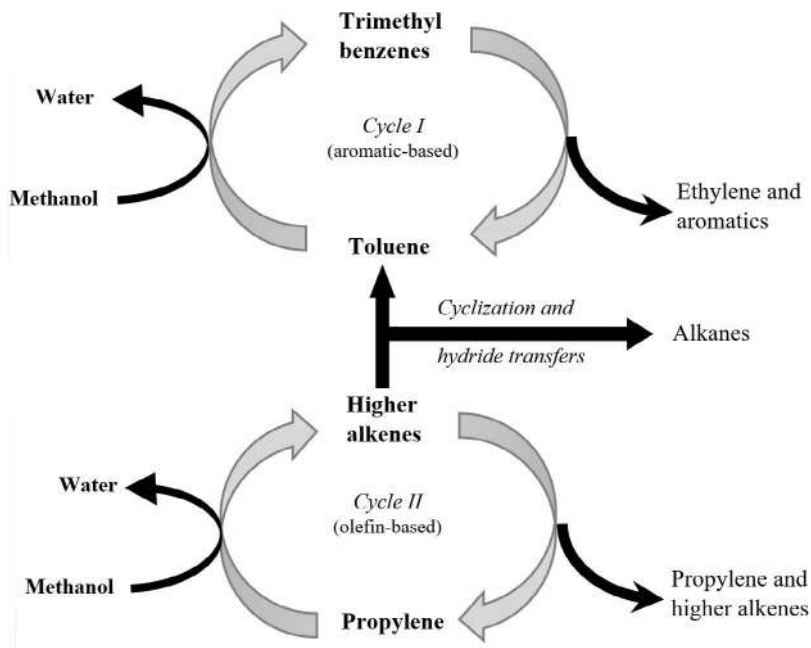 Trimethyl
benzenes
Water
Cycle I
(aromatic-based)
Methanol
Ethylene and
aromatics
Toluene
Cyclization and
hydride transfers
Alkanes
Higher
alkenes
Water
Cycle II
(olefin-based)
Methanol
Propylene and
higher alkenes
Propylene